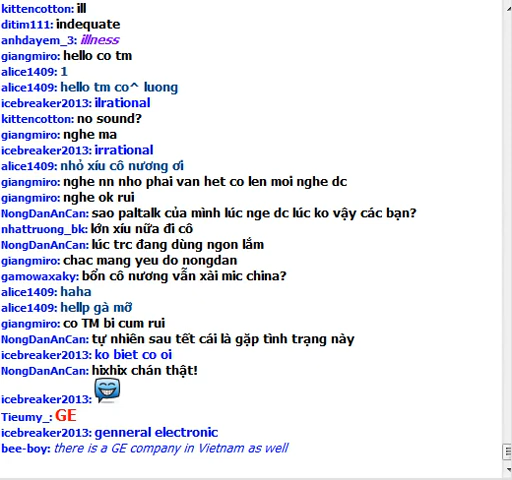 kittencotton: ill
ditim111: indequate
anhdayem_3: illness
giangmiro: hello co tm
alice1409: 1
alice1409: hello tm co^ luong
icebreaker2013: ilrational
kittencotton: no sound?
giangmiro: nghe ma
icebreaker2013: irrational
alice1409: nhỏ xíu cô nương ơi
giangmiro: nghe nn nho phai van het co len moi nghe dc
giangmiro: nghe ok rui
NongDanAnCan: sao paltalk của mình lúc nge dc lúc ko vậy các bạn?
nhattruong_bk: lớn xíu nữa đi cô
NongDanAnCan: lúc trc đang dùng ngon lắm
giangmiro: chac mang yeu do nongdan
gamowaxaky: bổn cô nương vẫn xài mic china?
alice1409: haha
alice1409: hellp gà mỡ
giangmiro: co TM bi cum rui
NongDanAnCan: tự nhiên sau tết cái là gặp tình trạng này
icebreaker2013: ko biet co oi
NongDanAnCan: hixhix chán thật!
icebreaker2013:
Tieumy_: GE
icebreaker2013: genneral electronic
bee-boy: there is a GE company in Vietnam as well